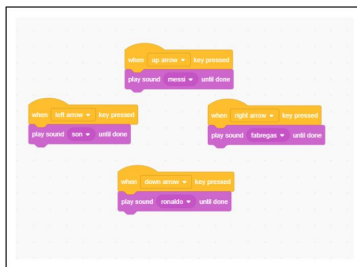 when up arrow key pressed
play sound messi until done
when left arrow key pressed
play sound son until done
when right arrow key pressed
play sound fabregas until done
when down arrow key pressed
play sound ronaldo until done